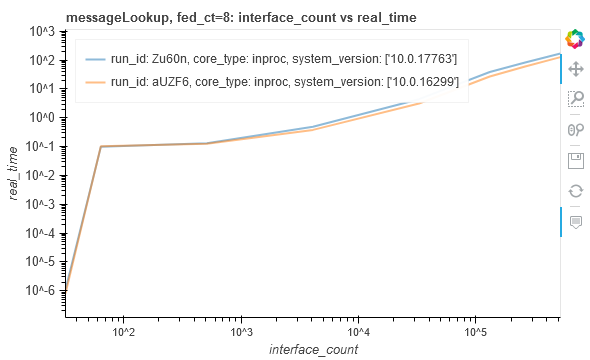 messageLookup, fed_ct=8: interface_count vs real_time
10^3
10^2
10^1
10^0
10^-1
10^-2
10^-3
10^-4
10^-5
10^-6
real_time
run_id: Zu60n, core_type: inproc, system_version: ['10.0.17763']
run_id: aUZF6, core_type: inproc, system_version: ['10.0.16299']
10^2
10^3
10^4
10^5
interface_count